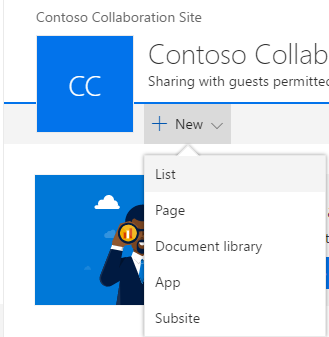 Contoso Collaboration Site
CC
Contoso Collab
Sharing with guests permitted
New
List
Page
Document library
App
Subsite